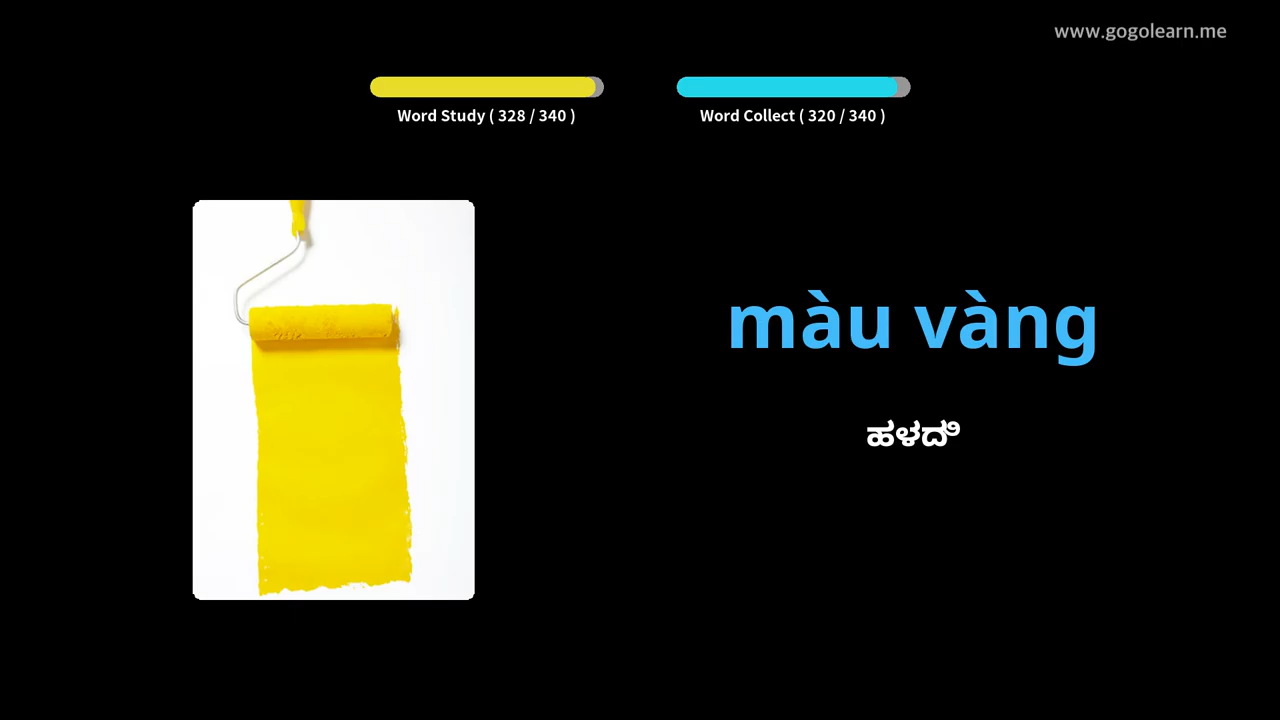 www.gogolearn.me
Word Study ( 328 / 340 )
Word Collect ( 320 / 340 )
màu vàng
ಹಳದಿ